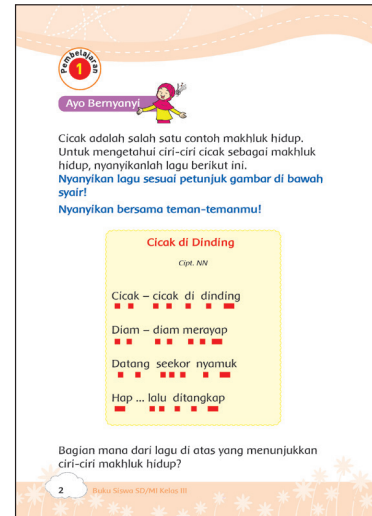 Pembelajaran
1
Ayo Bernyanyi
Cicak adalah salah satu contoh makhluk hidup.
Untuk mengetahui ciri-ciri cicak sebagai makhluk
hidup, nyanyikanlah lagu berikut ini.
Nyanyikan lagu sesuai petunjuk gambar di bawah
syair!
Nyanyikan bersama teman-temanmu!
Cicak di Dinding
Cipt. NN
Cicak – cicak di dinding
Diam – diam merayap
Datang seekor nyamuk
Hap ... lalu ditangkap
Bagian mana dari lagu di atas yang menunjukkan
ciri-ciri makhluk hidup?
2 Buku Siswa SD/MI Kelas III